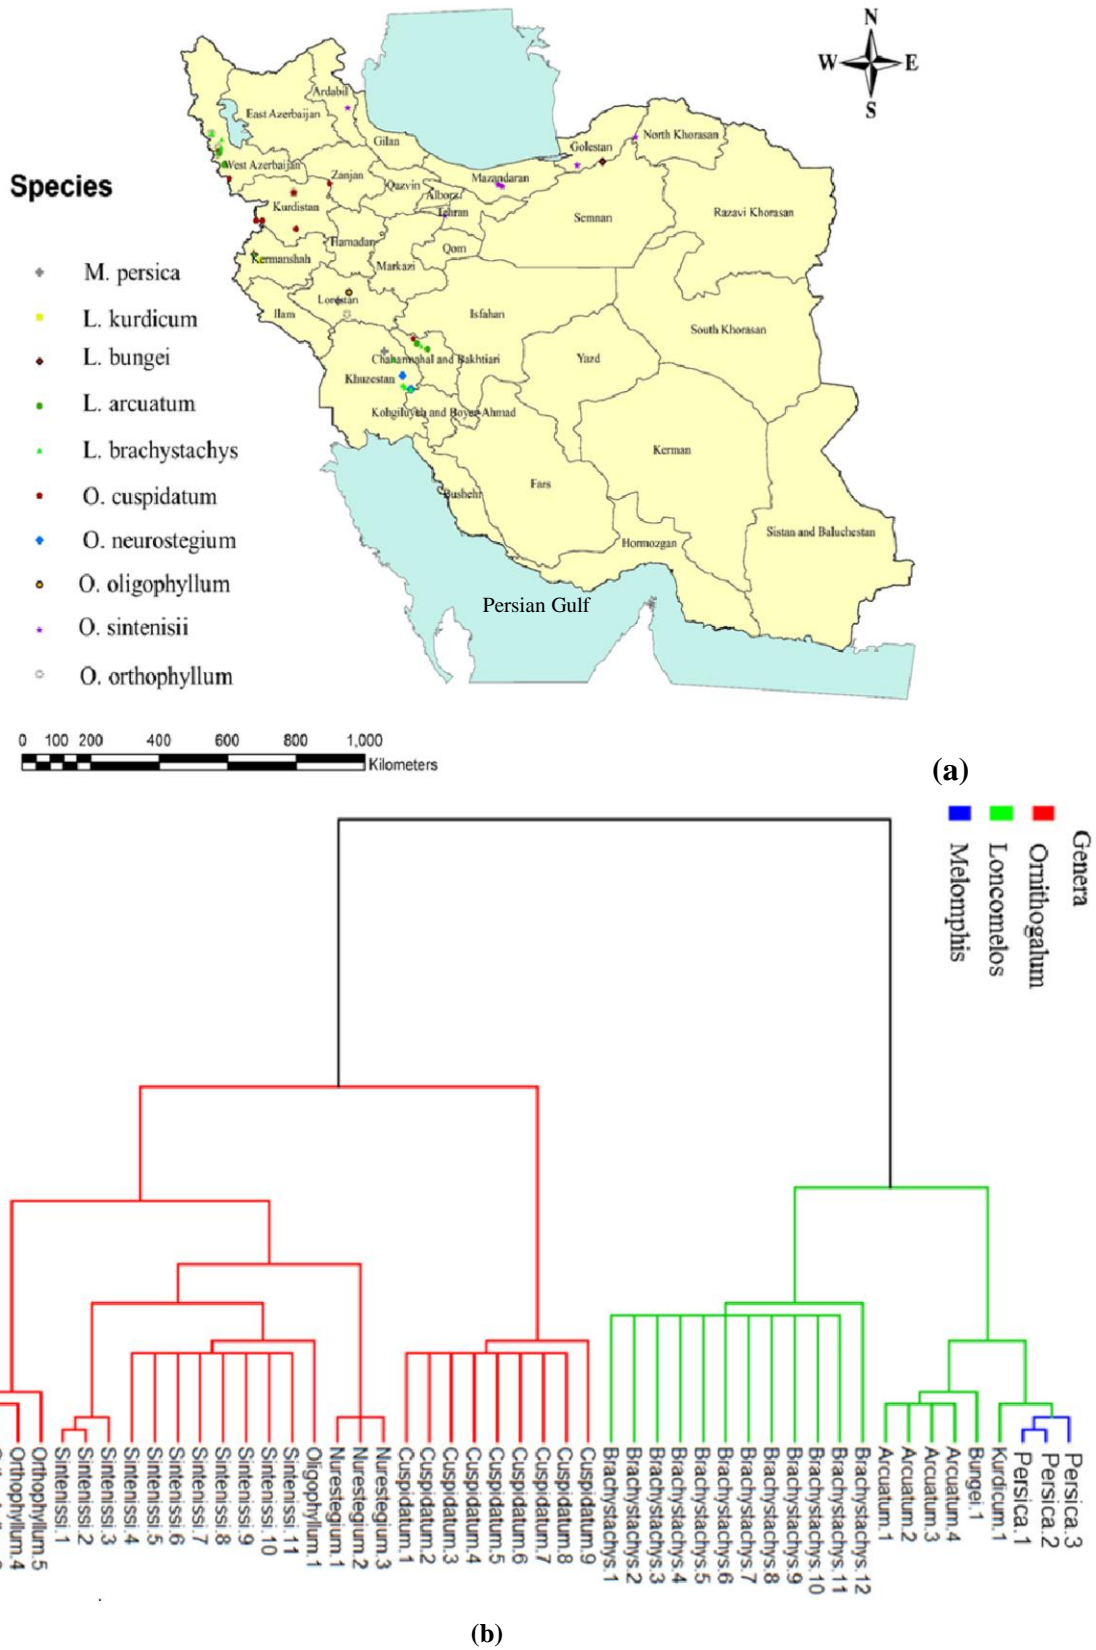 N
W E
S
Ardabil
East Azerbaijan
Gilan
North Khorasan
Golestan
West Azerbaijan
Zanjan
Mazandaran
Qazvin
Alborz
Tehran
Kurdistan
Semnan
Razavi Khorasan
Hamadan
Qom
Kermanshah
Markazi
Lorestan
Ilam
Isfahan
South Khorasan
Chaharmahal and Bakhtiari
Yazd
Khuzestan
Kohgiluyeh and Boyer-Ahmad
Kerman
Fars
Bushehr
Sistan and Baluchestan
Hormozgan
Persian Gulf
Species
M. persica
L. kurdicum
L. bungei
L. arcuatum
L. brachystachys
O. cuspidatum
O. neurostegium
O. oligophyllum
O. sintenisii
O. orthophyllum
0 100 200 400 600 800 1,000
Kilometers
(a)
Genera
Ornithogalum
Loncomelos
Melomphis
Orthophyllum.4
Orthophyllum.5
Sintenissi.1
Sintenissi.2
Sintenissi.3
Sintenissi.4
Sintenissi.5
Sintenissi.6
Sintenissi.7
Sintenissi.8
Sintenissi.9
Sintenissi.10
Sintenissi.11
Oligophyllum.1
Nurestegium.1
Nurestegium.2
Nurestegium.3
Cuspidatum.1
Cuspidatum.2
Cuspidatum.3
Cuspidatum.4
Cuspidatum.5
Cuspidatum.6
Cuspidatum.7
Cuspidatum.8
Cuspidatum.9
Brachystachys.1
Brachystachys.2
Brachystachys.3
Brachystachys.4
Brachystachys.5
Brachystachys.6
Brachystachys.7
Brachystachys.8
Brachystachys.9
Brachystachys.10
Brachystachys.11
Brachystachys.12
Arcuatum.1
Arcuatum.2
Arcuatum.3
Arcuatum.4
Bungei.1
Kurdicum.1
Persica.1
Persica.2
Persica.3
(b)